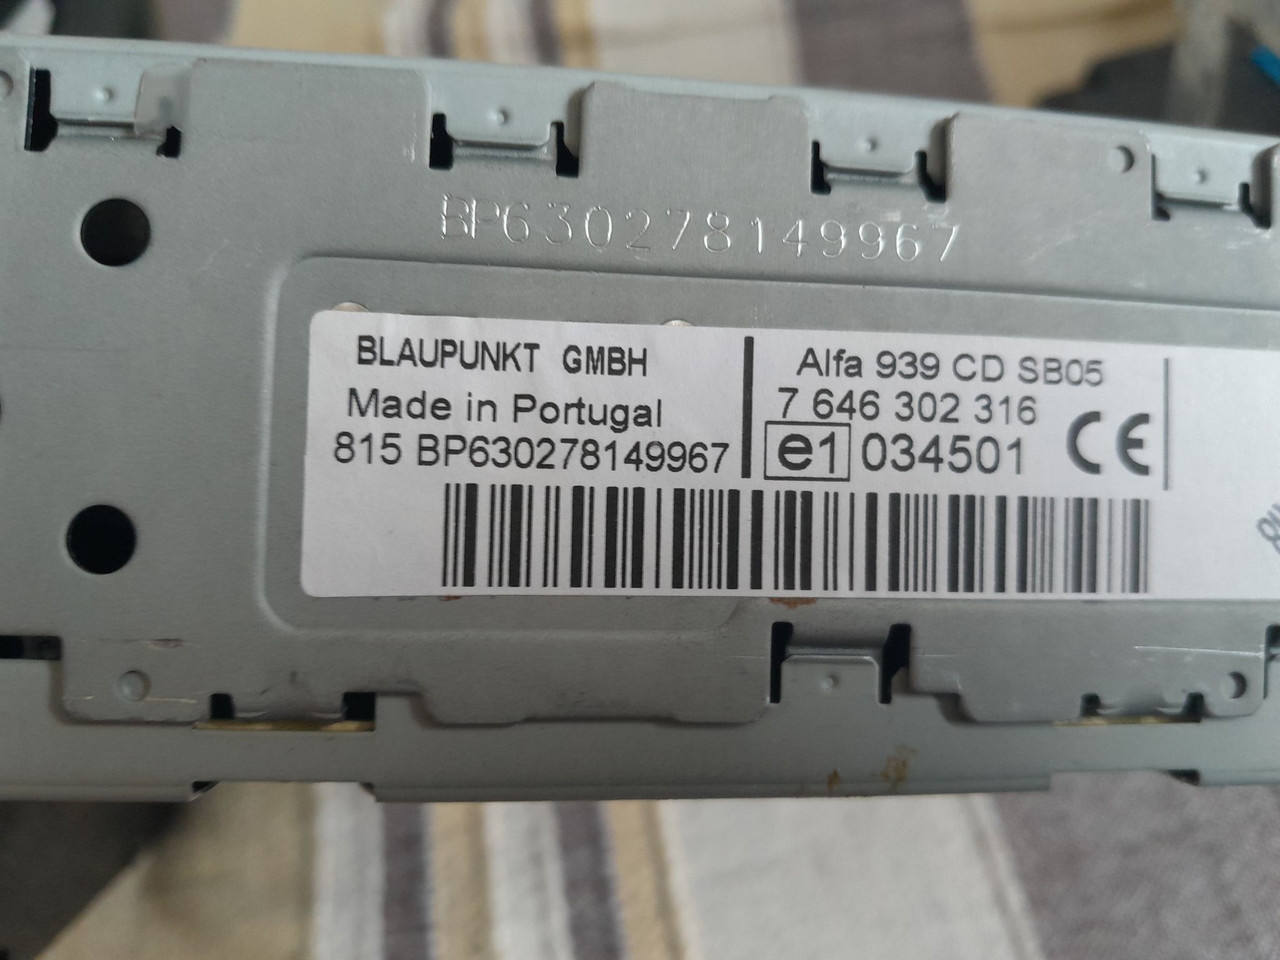 BP630278149967
BLAUPUNKT GMBH
Made in Portugal
815 BP630278149967
Alfa 939 CD SB05
7 646 302 316
e1 034501 CE